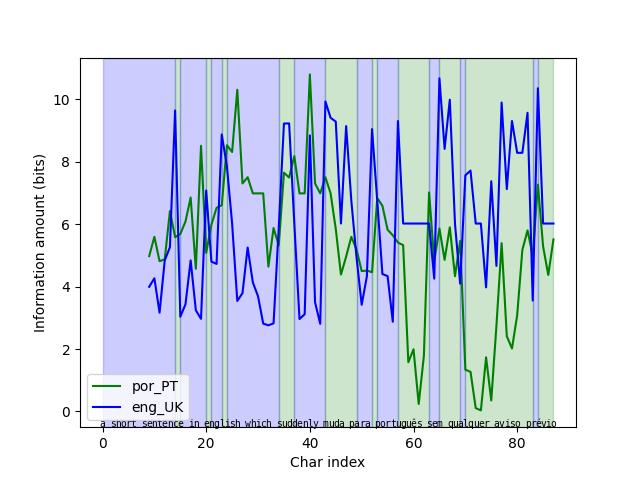 Information amount (bits)
10
8
6
4
2
0
por_PT
eng_UK
a short sentence in english which suddenly muda para português sem qualquer aviso prévio
0
20
40
60
80
Char index